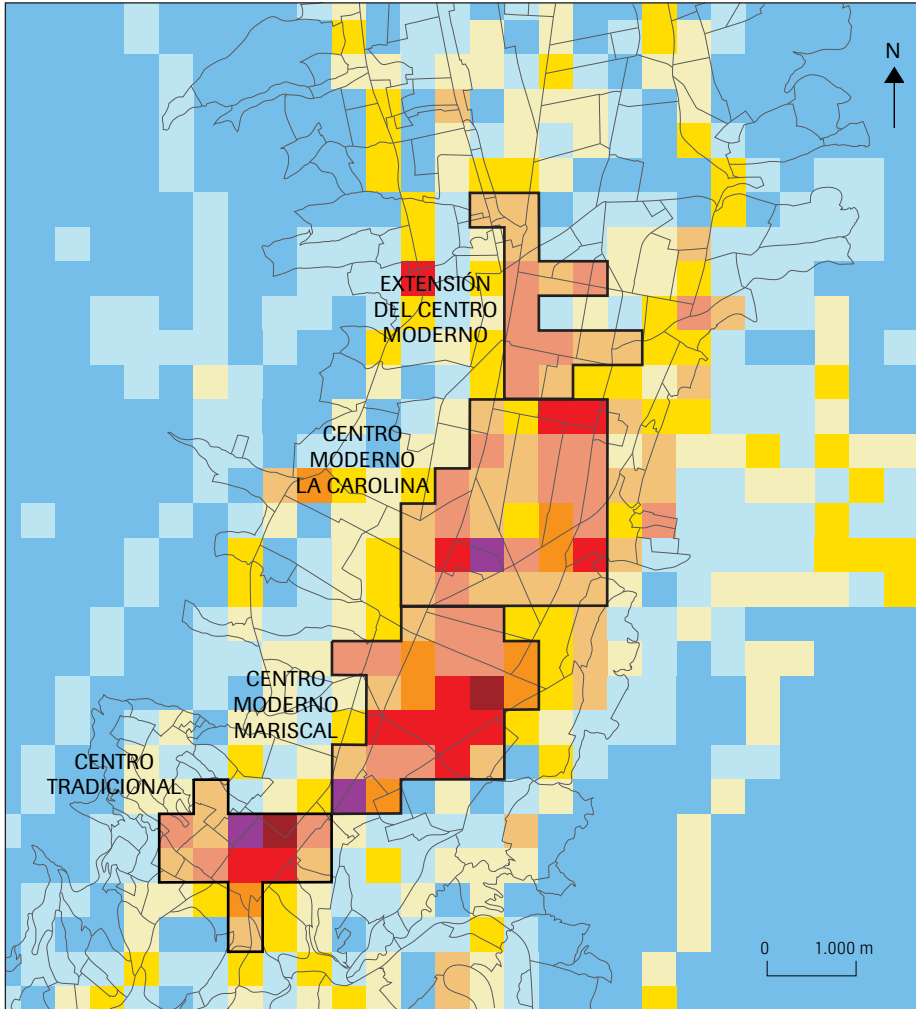 N
EXTENSIÓN
DEL CENTRO
MODERNO
CENTRO
MODERNO
LA CAROLINA
CENTRO
MODERNO
MARISCAL
CENTRO
TRADICIONAL
0 1.000 m